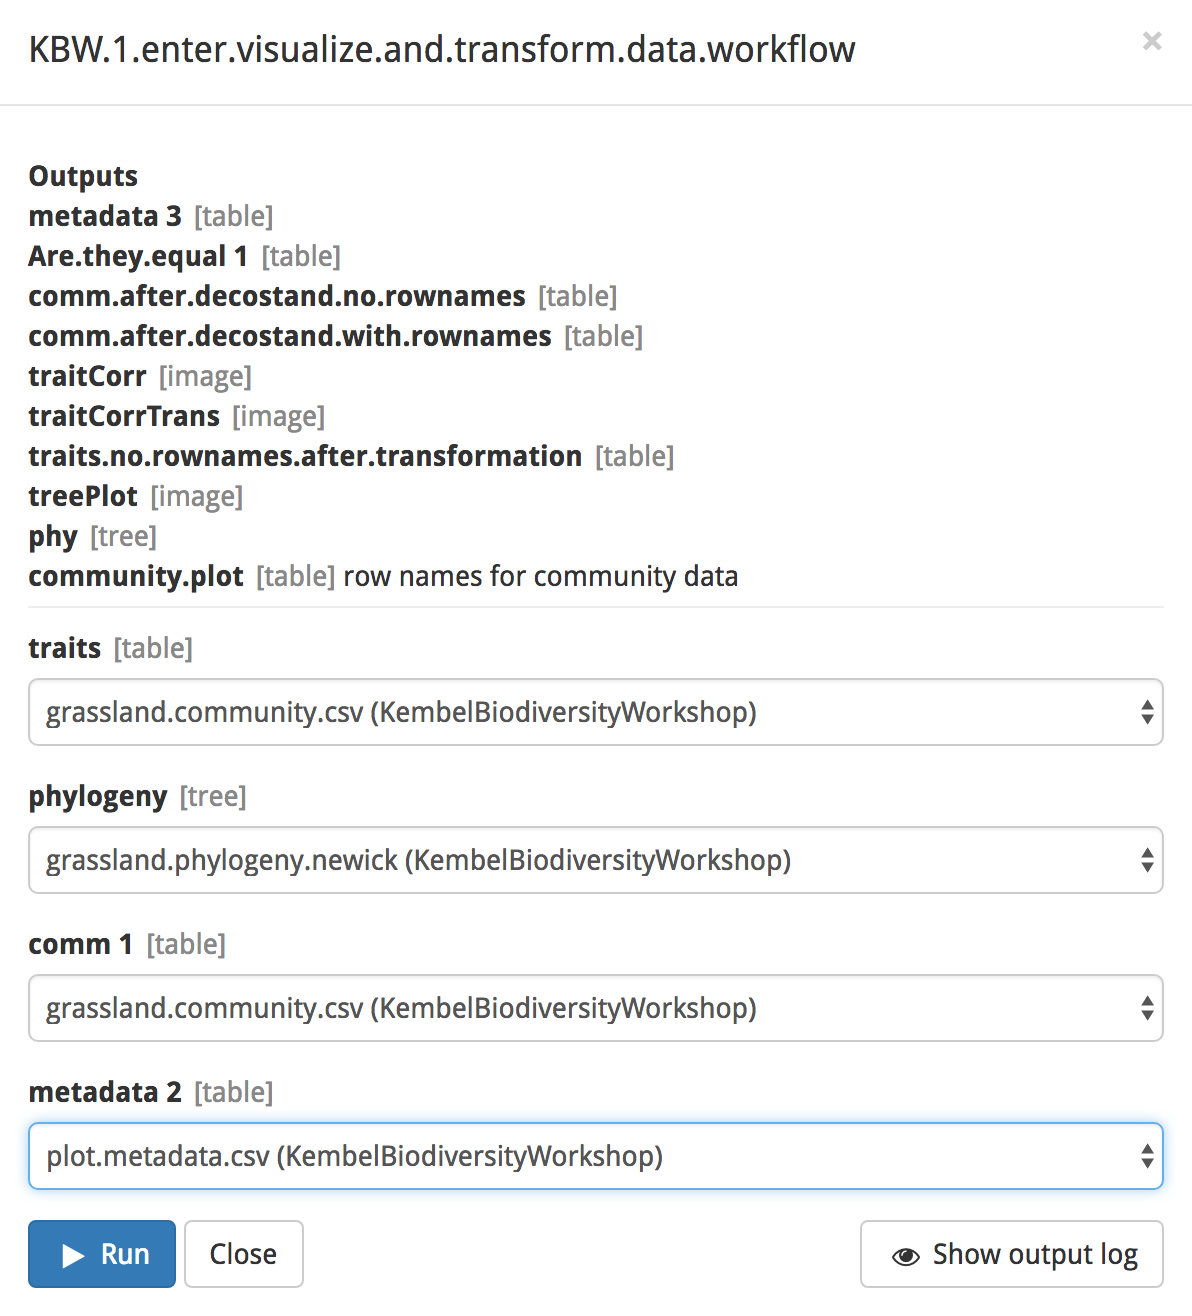 KBW.1.enter.visualize.and.transform.data.workflow
×
Outputs
metadata 3 [table]
Are.they.equal 1 [table]
comm.after.decostand.no.rownames [table]
comm.after.decostand.with.rownames [table]
traitCorr [image]
traitCorrTrans [image]
traits.no.rownames.after.transformation [table]
treePlot [image]
phy [tree]
community.plot [table] row names for community data
traits [table]
grassland.community.csv (KembelBiodiversityWorkshop)
phylogeny [tree]
grassland.phylogeny.newick (KembelBiodiversityWorkshop)
comm 1 [table]
grassland.community.csv (KembelBiodiversityWorkshop)
metadata 2 [table]
plot.metadata.csv (KembelBiodiversityWorkshop)
Run Close Show output log